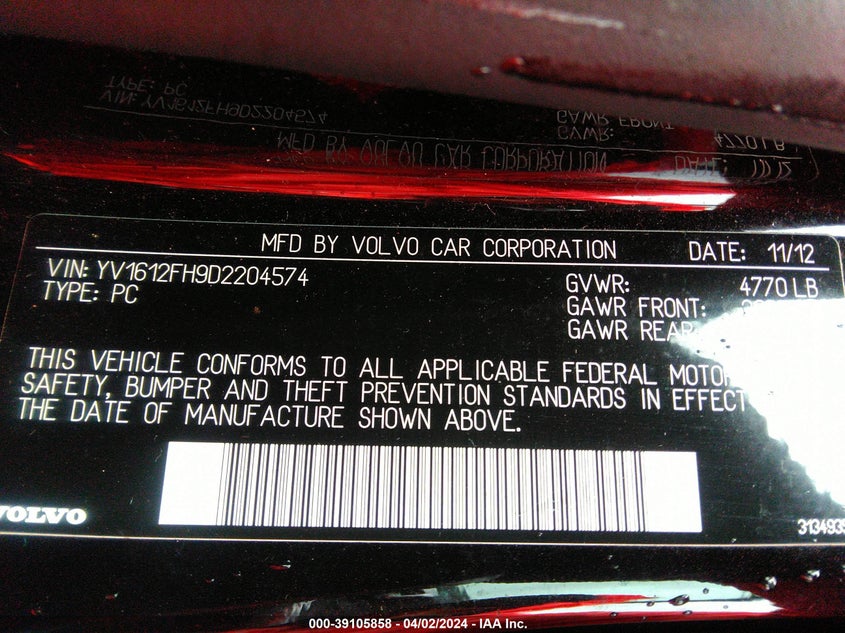 MFD BY VOLVO CAR CORPORATION DATE: 11/12
VIN: YV1612FH9D2204574 GVWR: 4770 LB
TYPE: PC GAWR FRONT:
GAWR REAR
THIS VEHICLE CONFORMS TO ALL APPLICABLE FEDERAL MOTOR
SAFETY, BUMPER AND THEFT PREVENTION STANDARDS IN EFFECT
THE DATE OF MANUFACTURE SHOWN ABOVE.
VOLVO
000-39105858 - 04/02/2024 - IAA Inc.